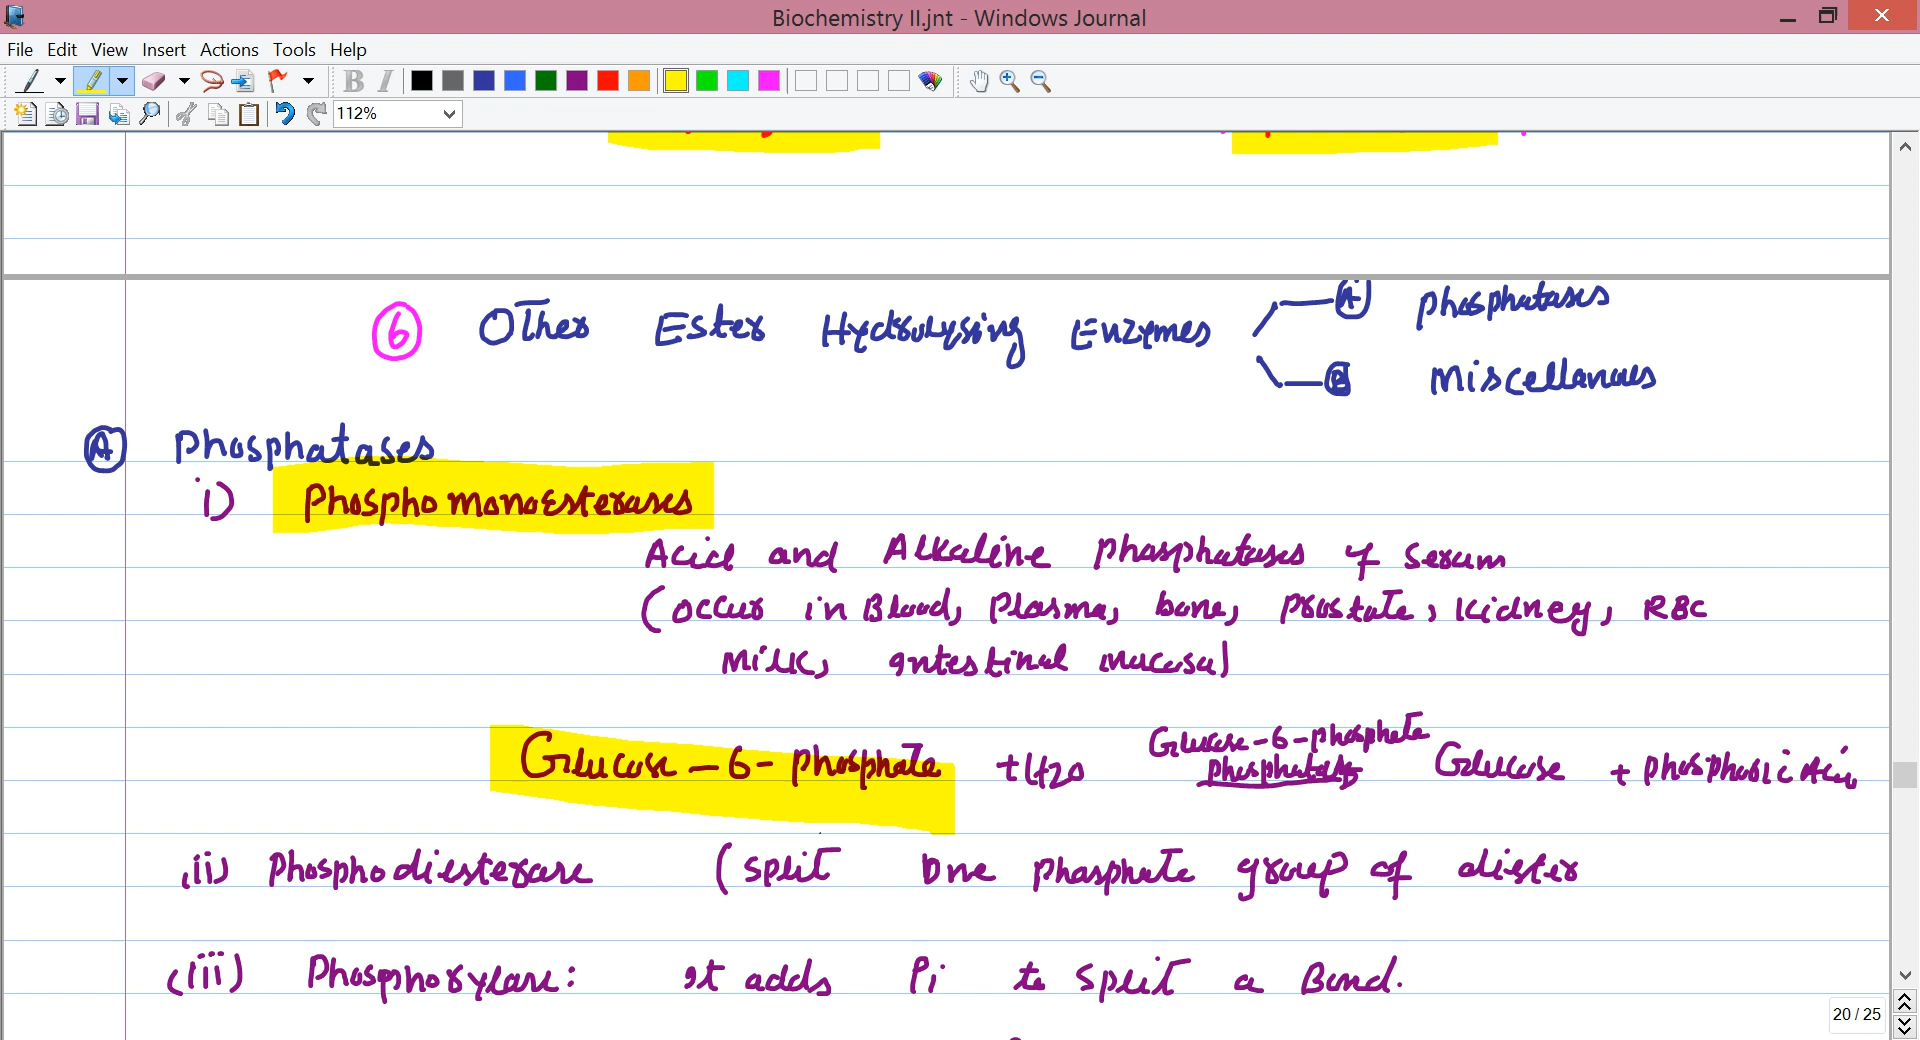 Biochemistry II.jnt - Windows Journal
File Edit View Insert Actions Tools Help
B I
112%
6 Other Ester Hydrolysing Enzymes
A Phosphatases
B Miscellanous
A Phosphatases
i) Phosphomonoesterases
Acid and Alkaline Phosphatases of Serum
(occur in Blood, Plasma, bone, Prostate, Kidney, RBC
Milk, Intestinal mucosa)
Glucose-6-Phosphate + H2O Glucose-6-Phosphate Phosphatase Glucose + Phosphoric Acid
(ii) Phosphodiesterase (Split One Phosphate group of diester
(iii) Phosphorylase: It adds Pi to Split a Bond.
20 / 25